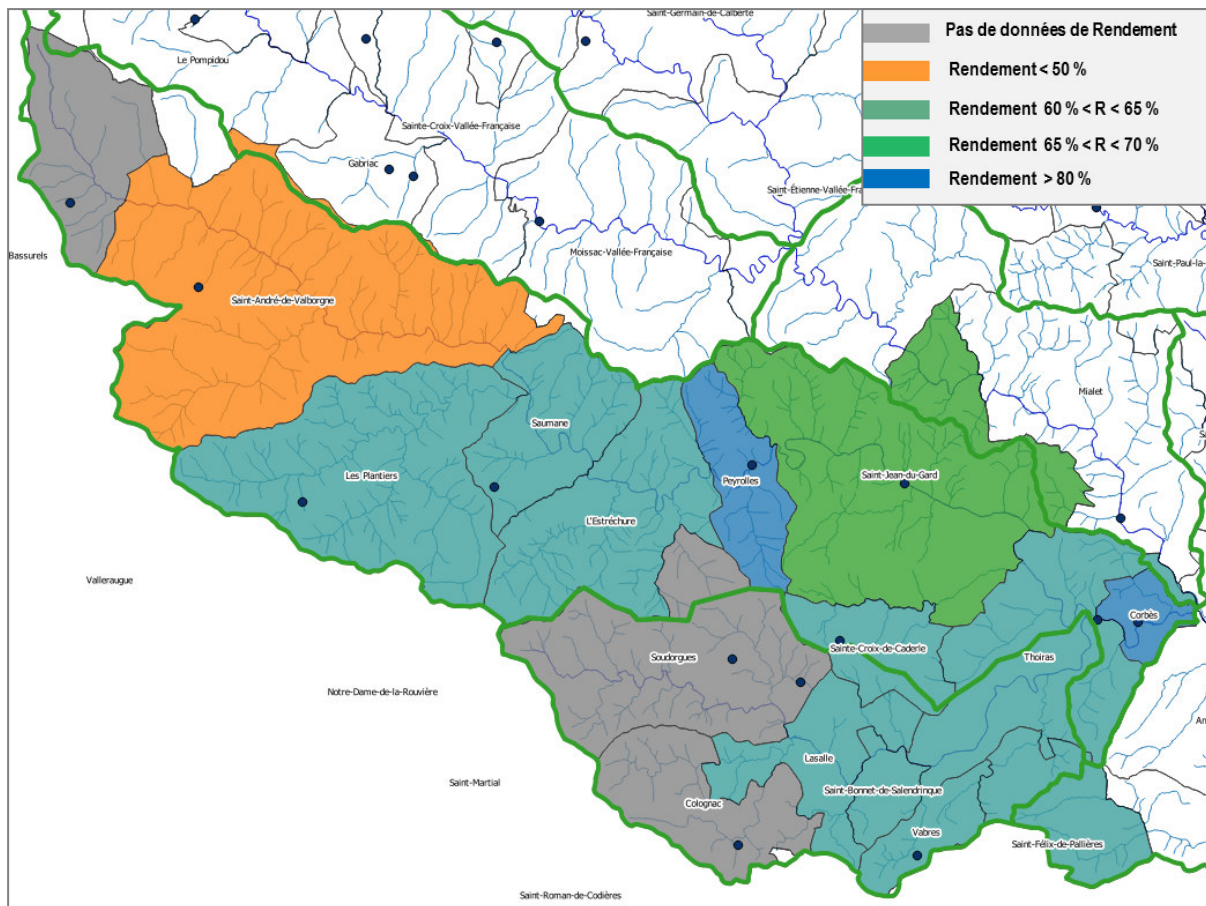 Saint-Germain-de-Calberte
Pas de données de Rendement
Le Pompidou
Rendement < 50 %
Rendement 60 % < R < 65 %
Sainte-Croix-Vallée-Française
Rendement 65 % < R < 70 %
Gabriac
Rendement > 80 %
Saint-Étienne-Vallée-Fra
Bassurels
Moissac-Vallée-Française
Saint-Paul-la-
Saint-André-de-Valborgne
Mialet
Saumane
Les Plantiers
Peyrolles
Saint-Jean-du-Gard
L'Estréchure
Valleraugue
Corbès
Soudorgues
Sainte-Croix-de-Caderle
Thoiras
Notre-Dame-de-la-Rouvière
An
Lasalle
Saint-Martial
Saint-Bonnet-de-Salendrinque
Colognac
Vabres
Saint-Félix-de-Pallières
Saint-Roman-de-Codières